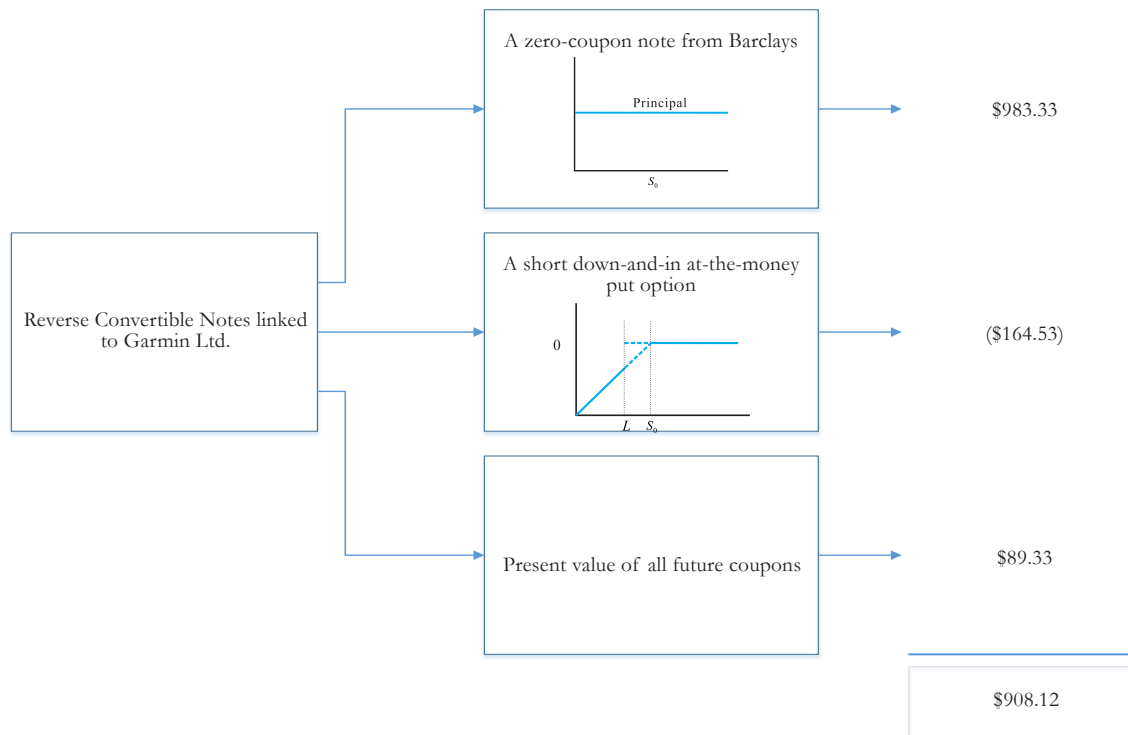 A zero-coupon note from Barclays
Principal
S₀
$983.33
Reverse Convertible Notes linked
to Garmin Ltd.
A short down-and-in at-the-money
put option
0
L S₀
($164.53)
Present value of all future coupons
$89.33
$908.12